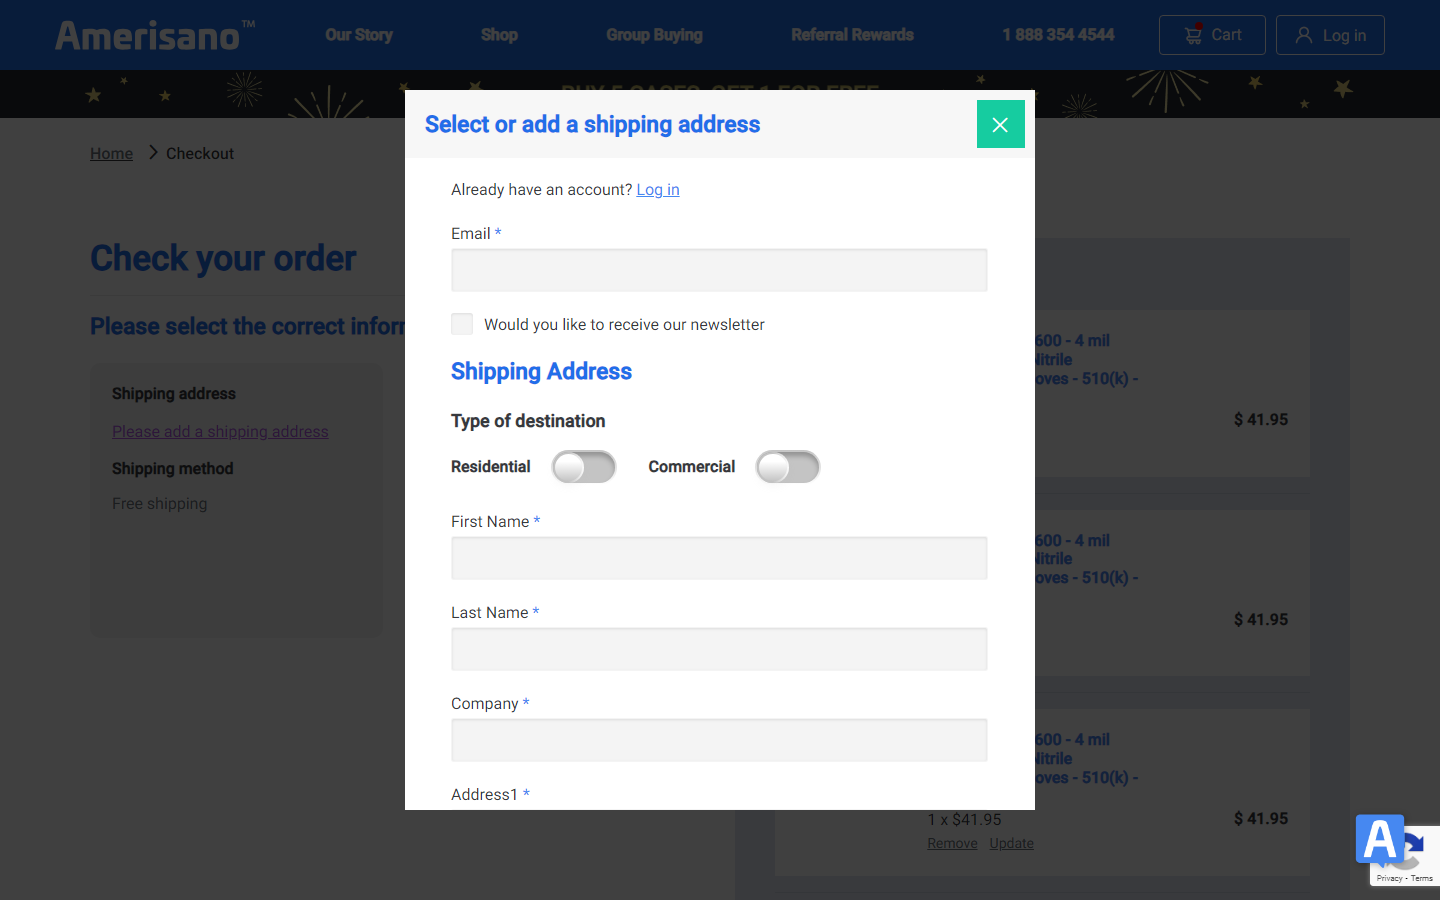 Amerisano™
Our Story
Shop
Group Buying
Referral Rewards
1 888 354 4544
Cart
Log in
BUY 5 CASES, GET 1 FOR FREE
Home
Checkout
Select or add a shipping address
Already have an account? Log in
Email *
Would you like to receive our newsletter
Shipping Address
Type of destination
Residential
Commercial
First Name *
Last Name *
Company *
Address1 *
Check your order
Please select the correct infor
Shipping address
Please add a shipping address
Shipping method
Free shipping
600 - 4 mil
Nitrile
oves - 510(k) -
$ 41.95
600 - 4 mil
Nitrile
oves - 510(k) -
$ 41.95
600 - 4 mil
Nitrile
oves - 510(k) -
$ 41.95
1 x $41.95
Remove
Update
A
Privacy - Terms